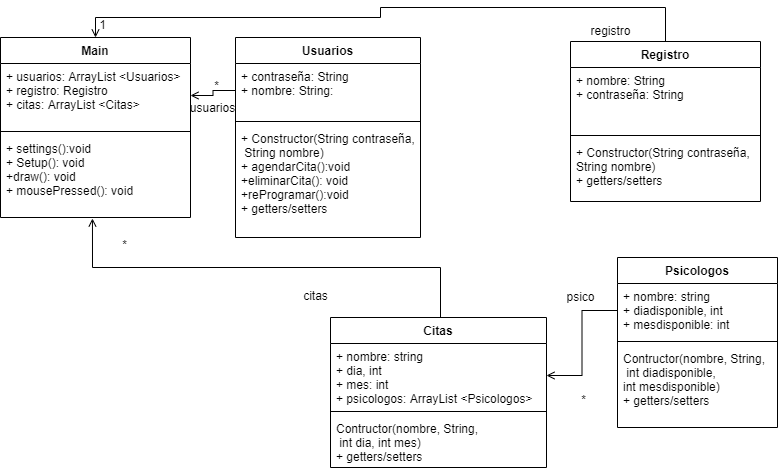 1
registro
Main
+ usuarios: ArrayList <Usuarios>
+ registro: Registro
+ citas: ArrayList <Citas>
+ settings():void
+ Setup(): void
+draw(): void
+ mousePressed(): void
*
usuarios
Usuarios
+ contraseña: String
+ nombre: String:
+ Constructor(String contraseña,
String nombre)
+ agendarCita():void
+eliminarCita(): void
+reProgramar():void
+ getters/setters
Registro
+ nombre: String
+ contraseña: String
+ Constructor(String contraseña,
String nombre)
+ getters/setters
*
citas
Citas
+ nombre: string
+ dia, int
+ mes: int
+ psicologos: ArrayList <Psicologos>
Contructor(nombre, String,
int dia, int mes)
+ getters/setters
psico
*
Psicologos
+ nombre: string
+ diadisponible, int
+ mesdisponible: int
Contructor(nombre, String,
int diadisponible,
int mesdisponible)
+ getters/setters